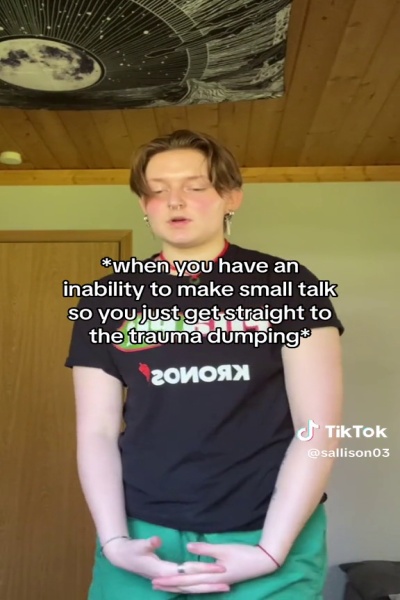 *when you have an
inability to make small talk
so you just get straight to
the trauma dumping*
KRONOS
TikTok
@sallison03